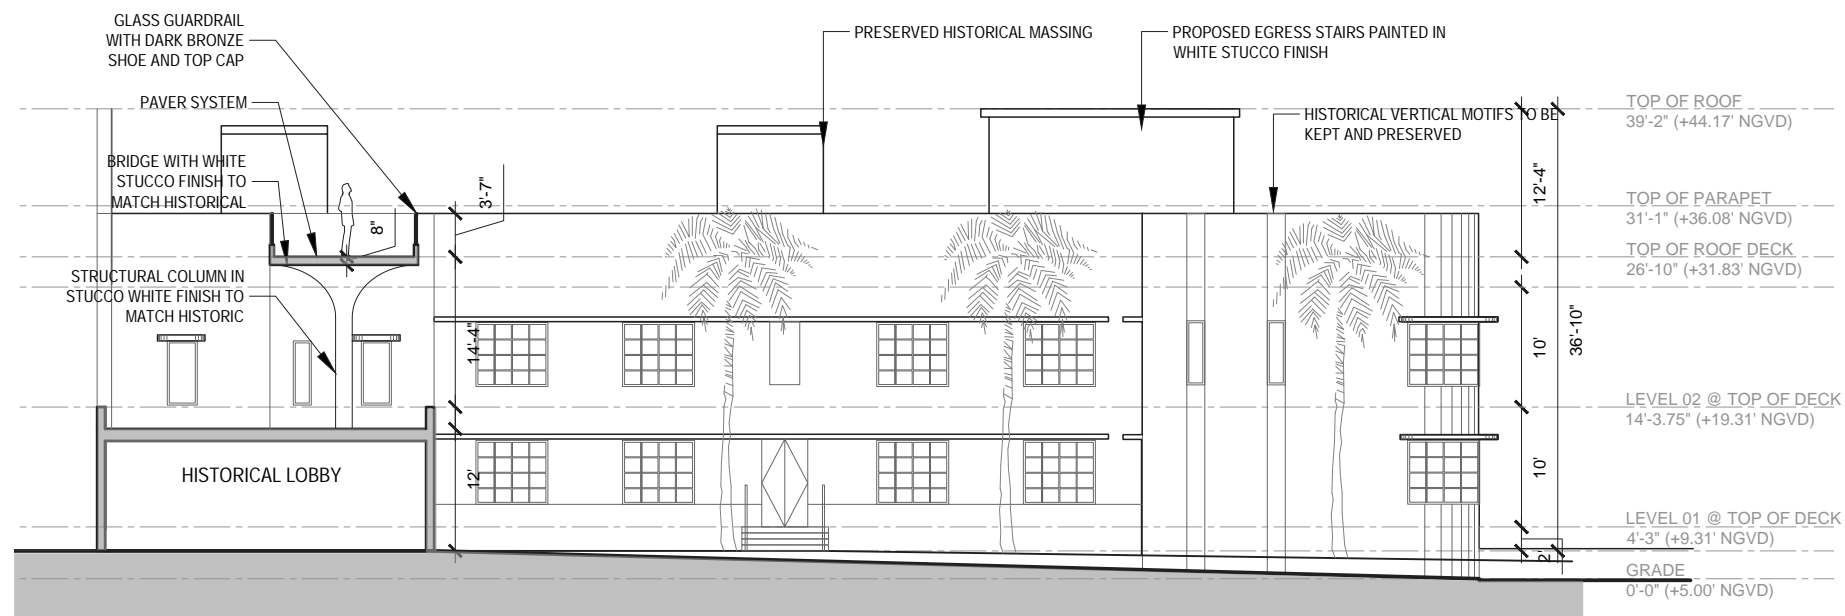 GLASS GUARDRAIL
WITH DARK BRONZE
SHOE AND TOP CAP
PAVER SYSTEM
BRIDGE WITH WHITE
STUCCO FINISH TO
MATCH HISTORICAL
STRUCTURAL COLUMN IN
STUCCO WHITE FINISH TO
MATCH HISTORIC
HISTORICAL LOBBY
8"
3'-7"
14'-4"
12'
PRESERVED HISTORICAL MASSING
PROPOSED EGRESS STAIRS PAINTED IN
WHITE STUCCO FINISH
HISTORICAL VERTICAL MOTIFS TO BE
KEPT AND PRESERVED
12'-4"
10'
10'
2'
36'-10"
TOP OF ROOF
39'-2" (+44.17' NGVD)
TOP OF PARAPET
31'-1" (+36.08' NGVD)
TOP OF ROOF DECK
26'-10" (+31.83' NGVD)
LEVEL 02 @ TOP OF DECK
14'-3.75" (+19.31' NGVD)
LEVEL 01 @ TOP OF DECK
4'-3" (+9.31' NGVD)
GRADE
0'-0" (+5.00' NGVD)